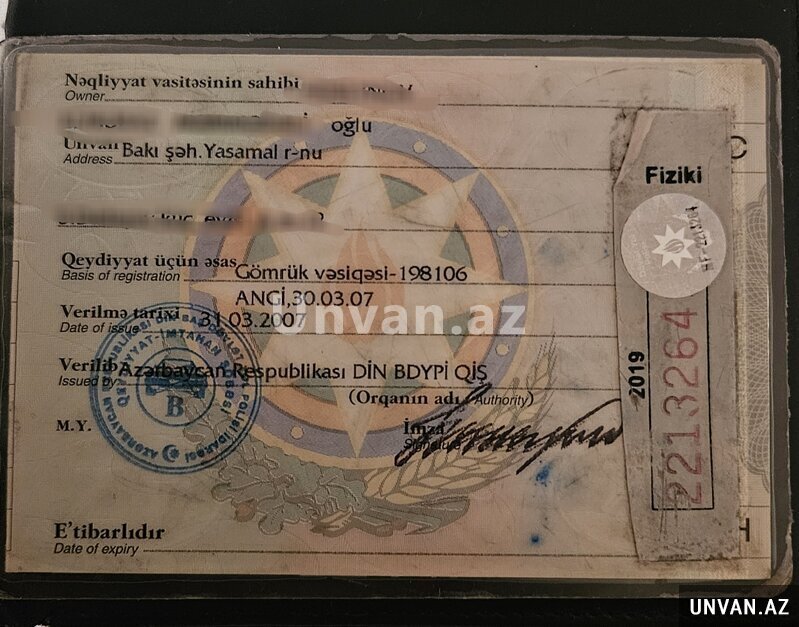 Nəqliyyat vasitəsinin sahibi
Owner
oğlu
Ünvan
Address Bakı şəh.Yasamal r-nu
Qeydiyyat üçün əsas
Basis of registration Gömrük vəsiqəsi-198106
ANGİ,30.03.07
Verilmə tarixi 31 03.2007
Date of issue
unvan.az
Verilib Azərbaycan Respublikası DİN BDYPİ QİŞ
Issued by
(Orqanın adı / Authority)
M.Y.
İmza
Signature
B
E'tibarlıdır
Date of expiry
C
H
Fiziki
2019
2213264
UNVAN.AZ